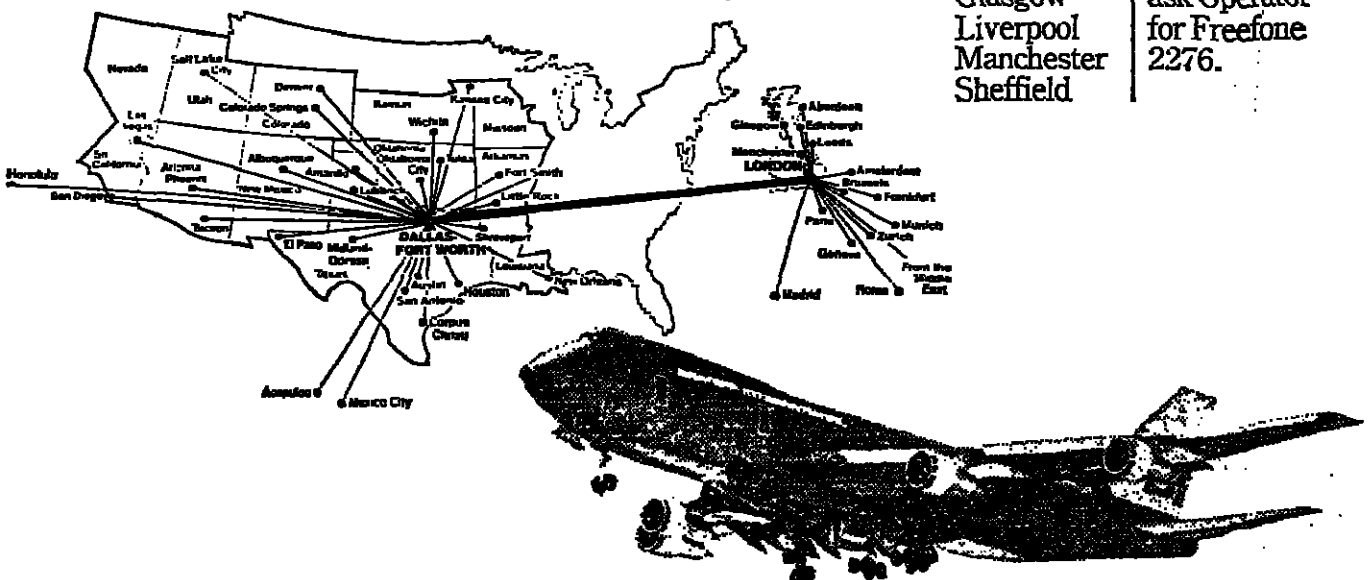 Glasgow
Liverpool
Manchester
Sheffield
ask Operator
for Freefone
2276.
Nevada
Salt Lake
City
Utah
Denver
Colorado Springs
Colorado
Kansas
Kansas City
Wichita
Las
Vegas
Albuquerque
Amarillo
Oklahoma
City
Tulsa
Arkansas
Fort Smith
Little Rock
Honolulu
San Diego
Arizona
Phoenix
New Mexico
Lubbock
Tucson
El Paso
Midland-
Odessa
Texas
DALLAS-
FORT WORTH
Shreveport
Louisiana
New Orleans
Austin
San Antonio
Houston
Corpus
Christi
Acapulco
Mexico City
Aberdeen
Glasgow
Edinburgh
Leeds
Manchester
LONDON
Amsterdam
Brussels
Frankfurt
Paris
Munich
Zurich
Geneva
From the
Middle
East
Madrid
Rome